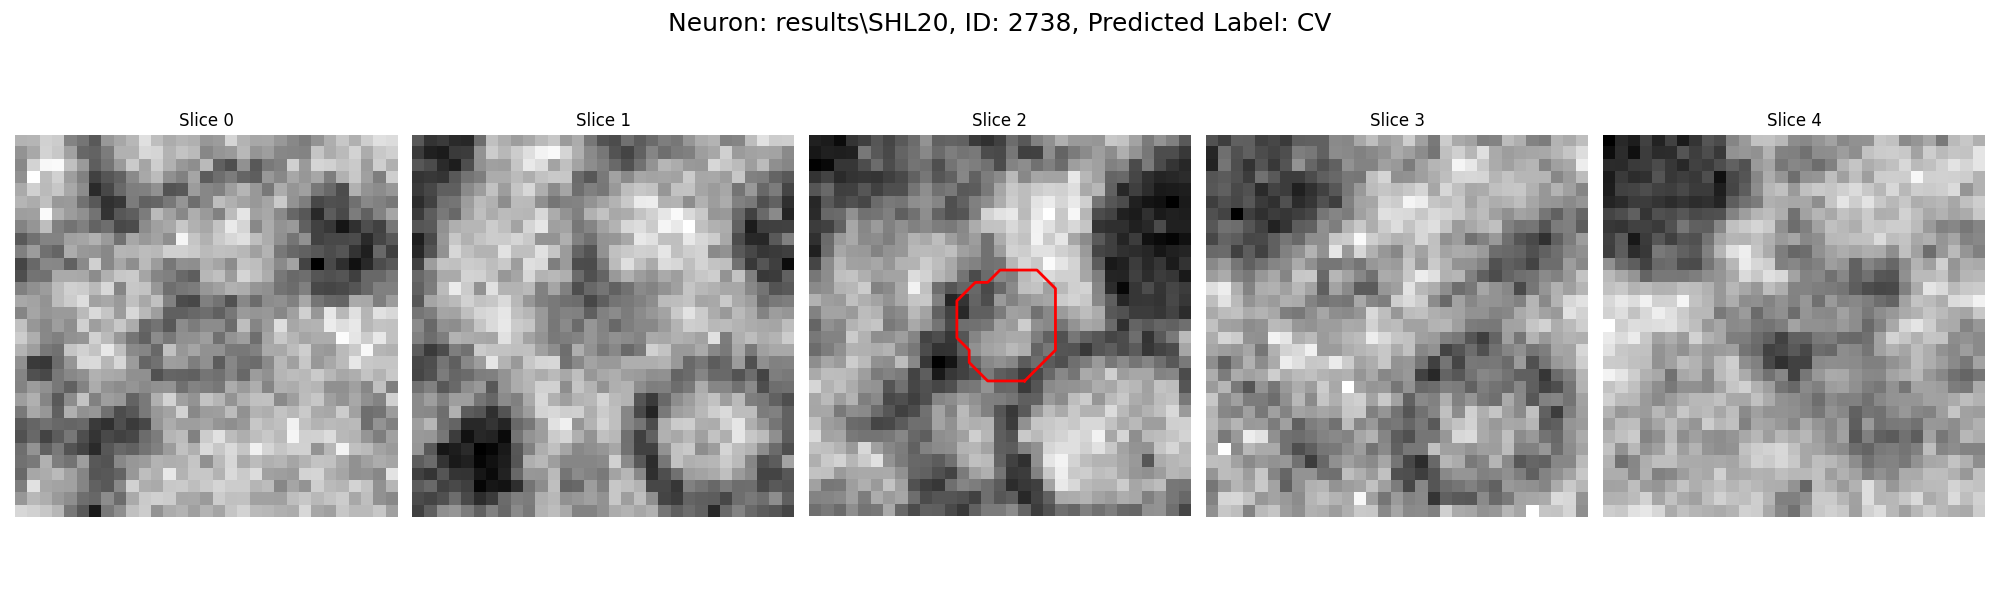 Neuron: results\SHL20, ID: 2738, Predicted Label: CV
Slice 0
Slice 1
Slice 2
Slice 3
Slice 4